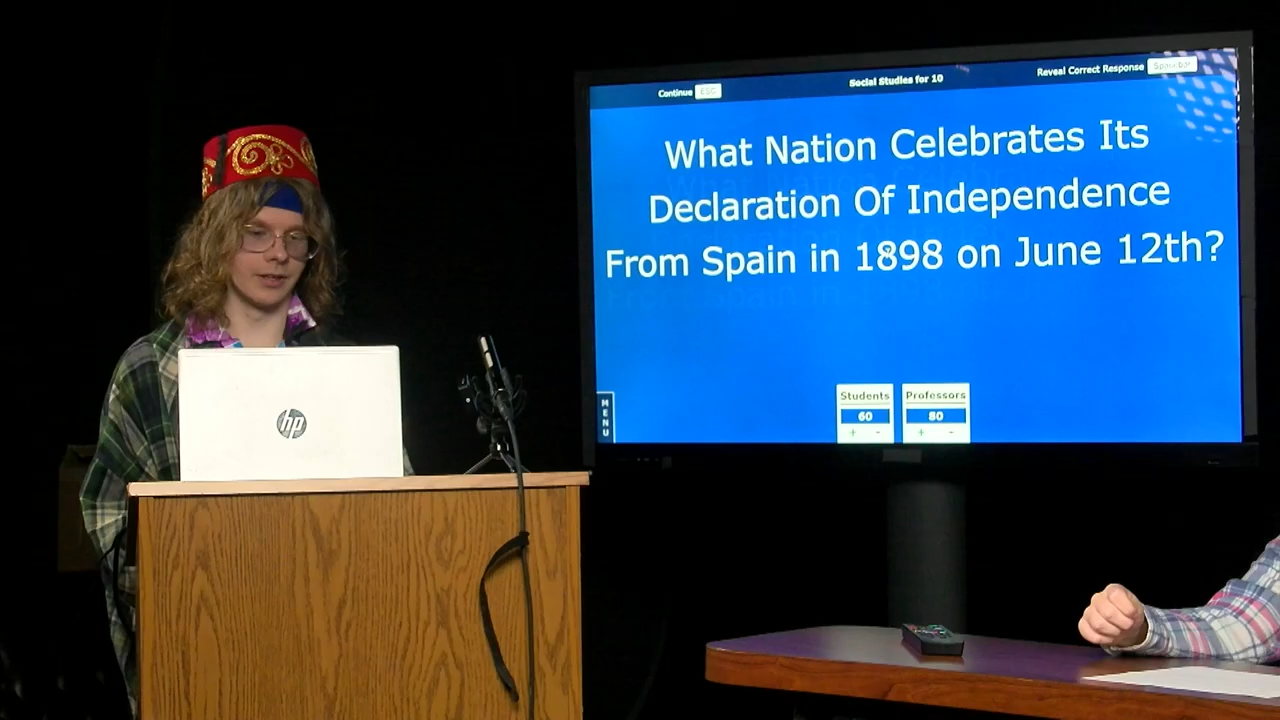 Continue ESC
Social Studies for 10
Reveal Correct Response Spacebar
What Nation Celebrates Its
Declaration Of Independence
From Spain in 1898 on June 12th?
MENU
Students
60
+ -
Professors
80
+ -
hp